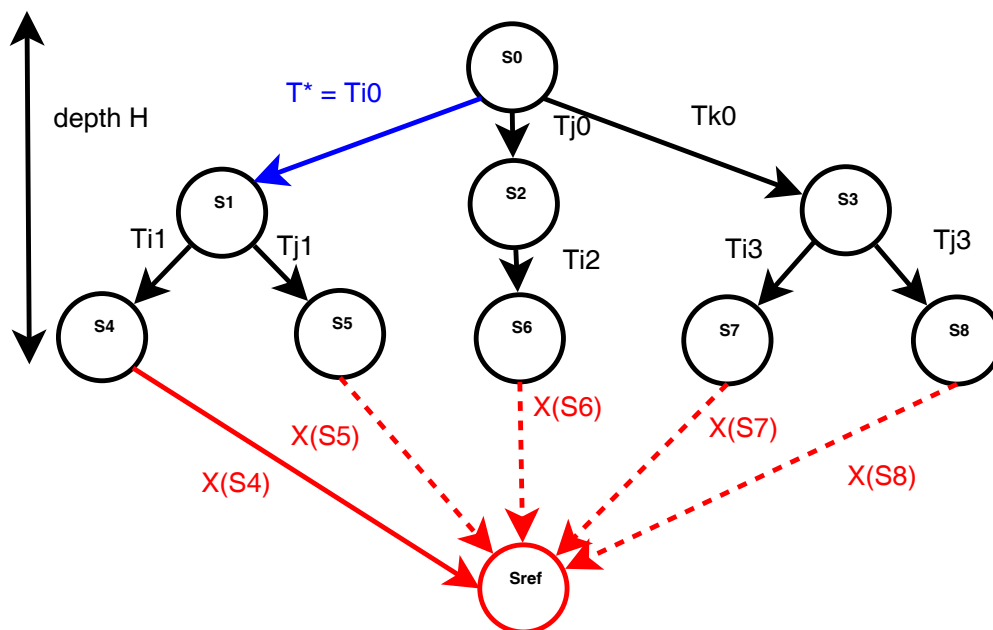 S0
T* = Ti0
Tj0
Tk0
depth H
S1
S2
S3
Ti1
Tj1
Ti2
Ti3
Tj3
S4
S5
S6
S7
S8
X(S4)
X(S5)
X(S6)
X(S7)
X(S8)
Sref